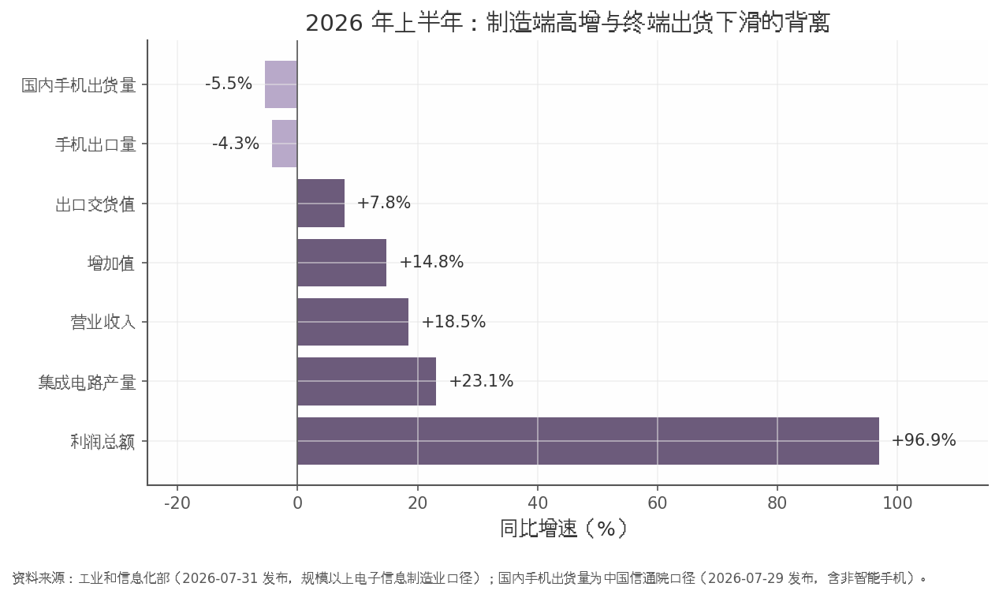 2026 年上半年：制造端高增与终端出货下滑的背离
国内手机出货量
-5.5%
手机出口量
-4.3%
出口交货值
+7.8%
增加值
+14.8%
营业收入
+18.5%
集成电路产量
+23.1%
利润总额
+96.9%
-20 0 20 40 60 80 100
同比增速（%）
资料来源：工业和信息化部（2026-07-31 发布，规模以上电子信息制造业口径）；国内手机出货量为中国信通院口径（2026-07-29 发布，含非智能手机）。